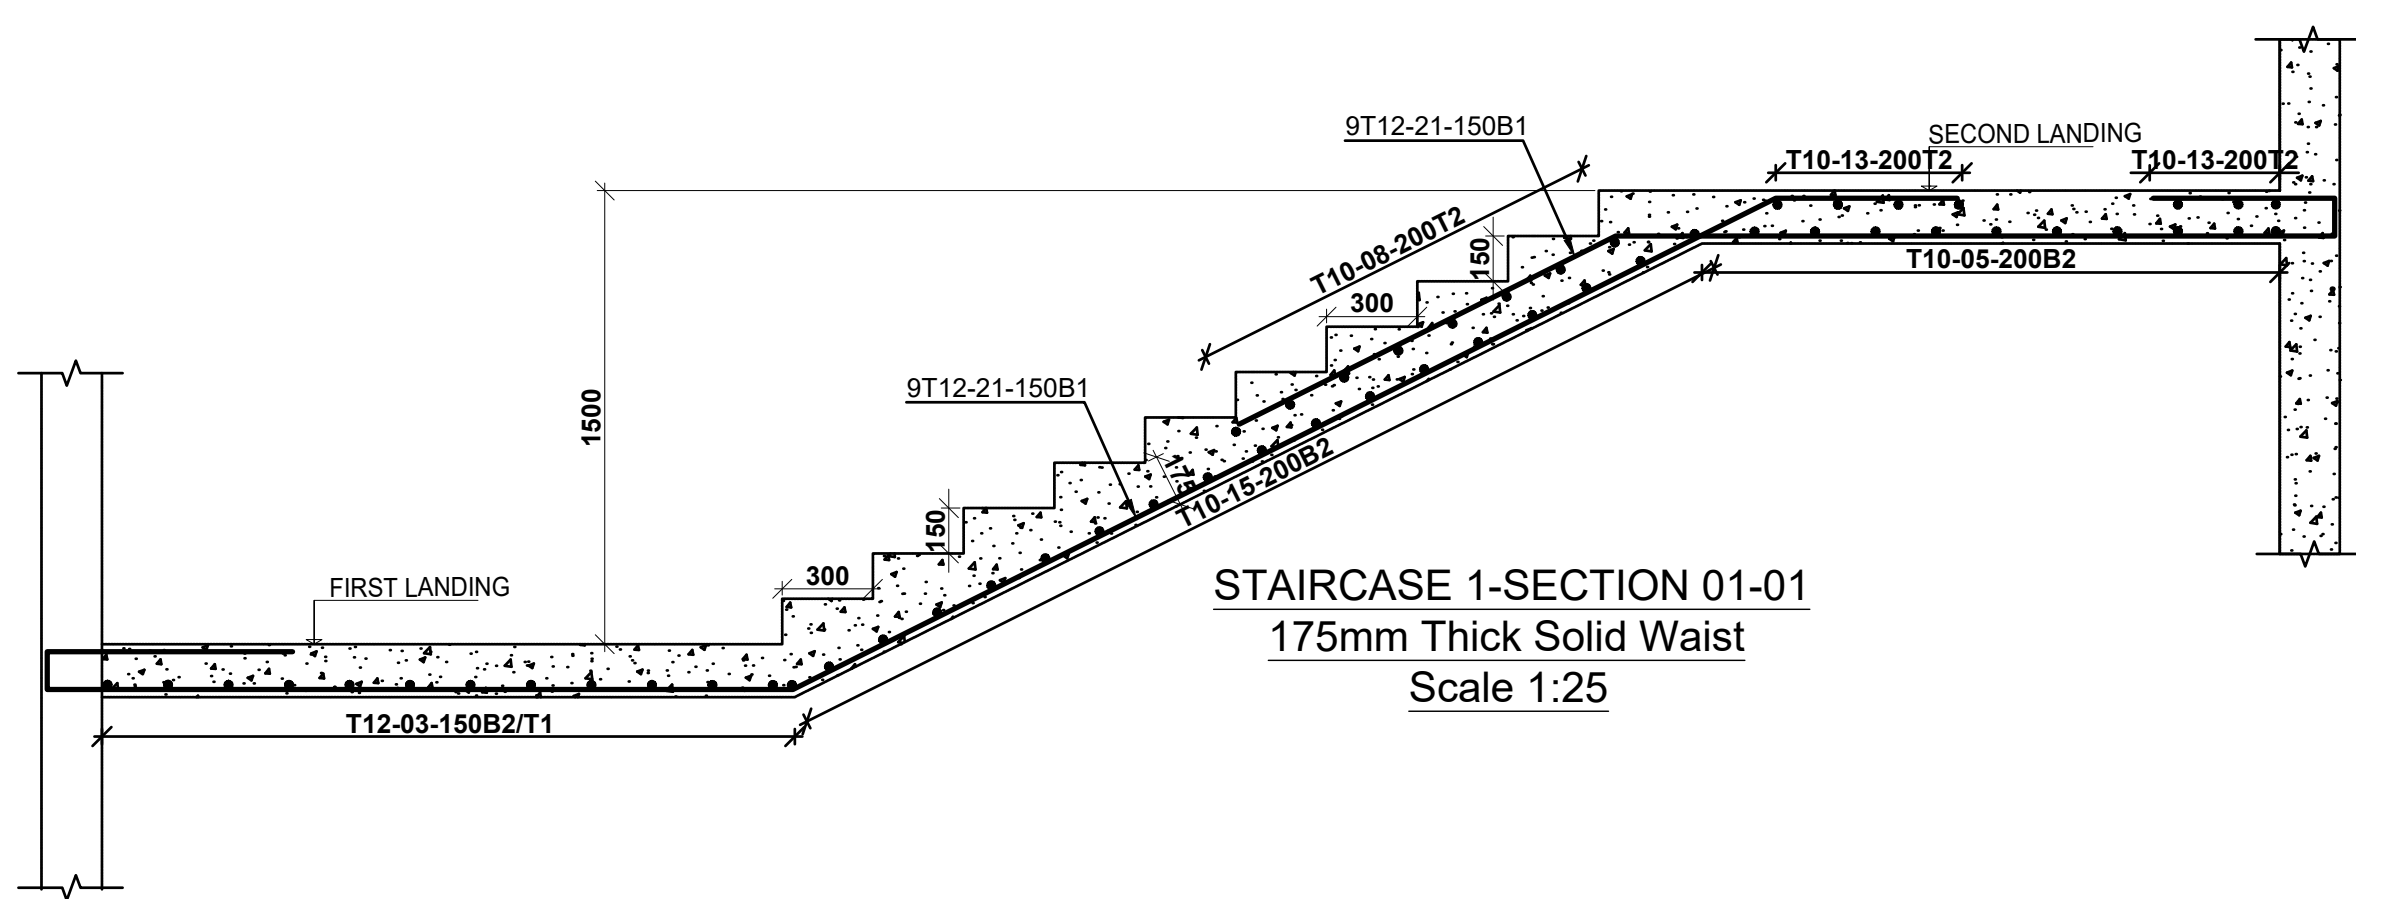 9T12-21-150B1
SECOND LANDING
T10-13-200T2
T10-13-200T2
T10-08-200T2
150
T10-05-200B2
300
9T12-21-150B1
1500
175
T10-15-200B2
150
300
FIRST LANDING
STAIRCASE 1-SECTION 01-01
175mm Thick Solid Waist
Scale 1:25
T12-03-150B2/T1